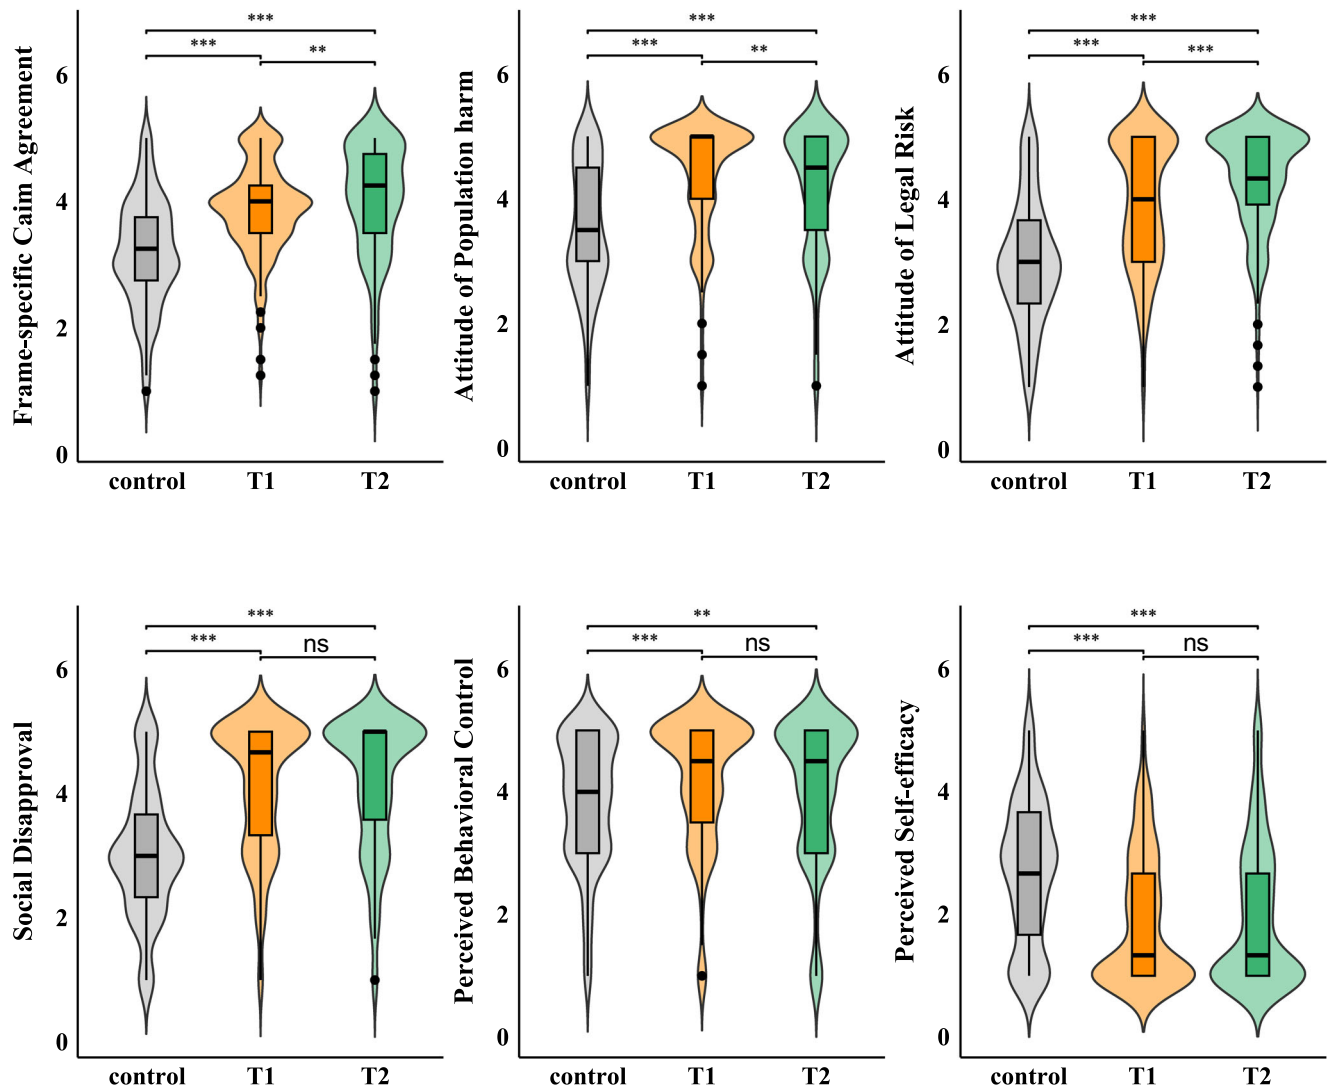 Frame-specific Caim Agreement
***
***
**
6
4
2
0
control T1 T2
Attitude of Population harm
***
***
**
6
4
2
0
control T1 T2
Attitude of Legal Risk
***
***
***
6
4
2
0
control T1 T2
Social Disapproval
***
***
ns
6
4
2
0
control T1 T2
Perceived Behavioral Control
**
***
ns
6
4
2
0
control T1 T2
Perceived Self-efficacy
***
***
ns
6
4
2
0
control T1 T2